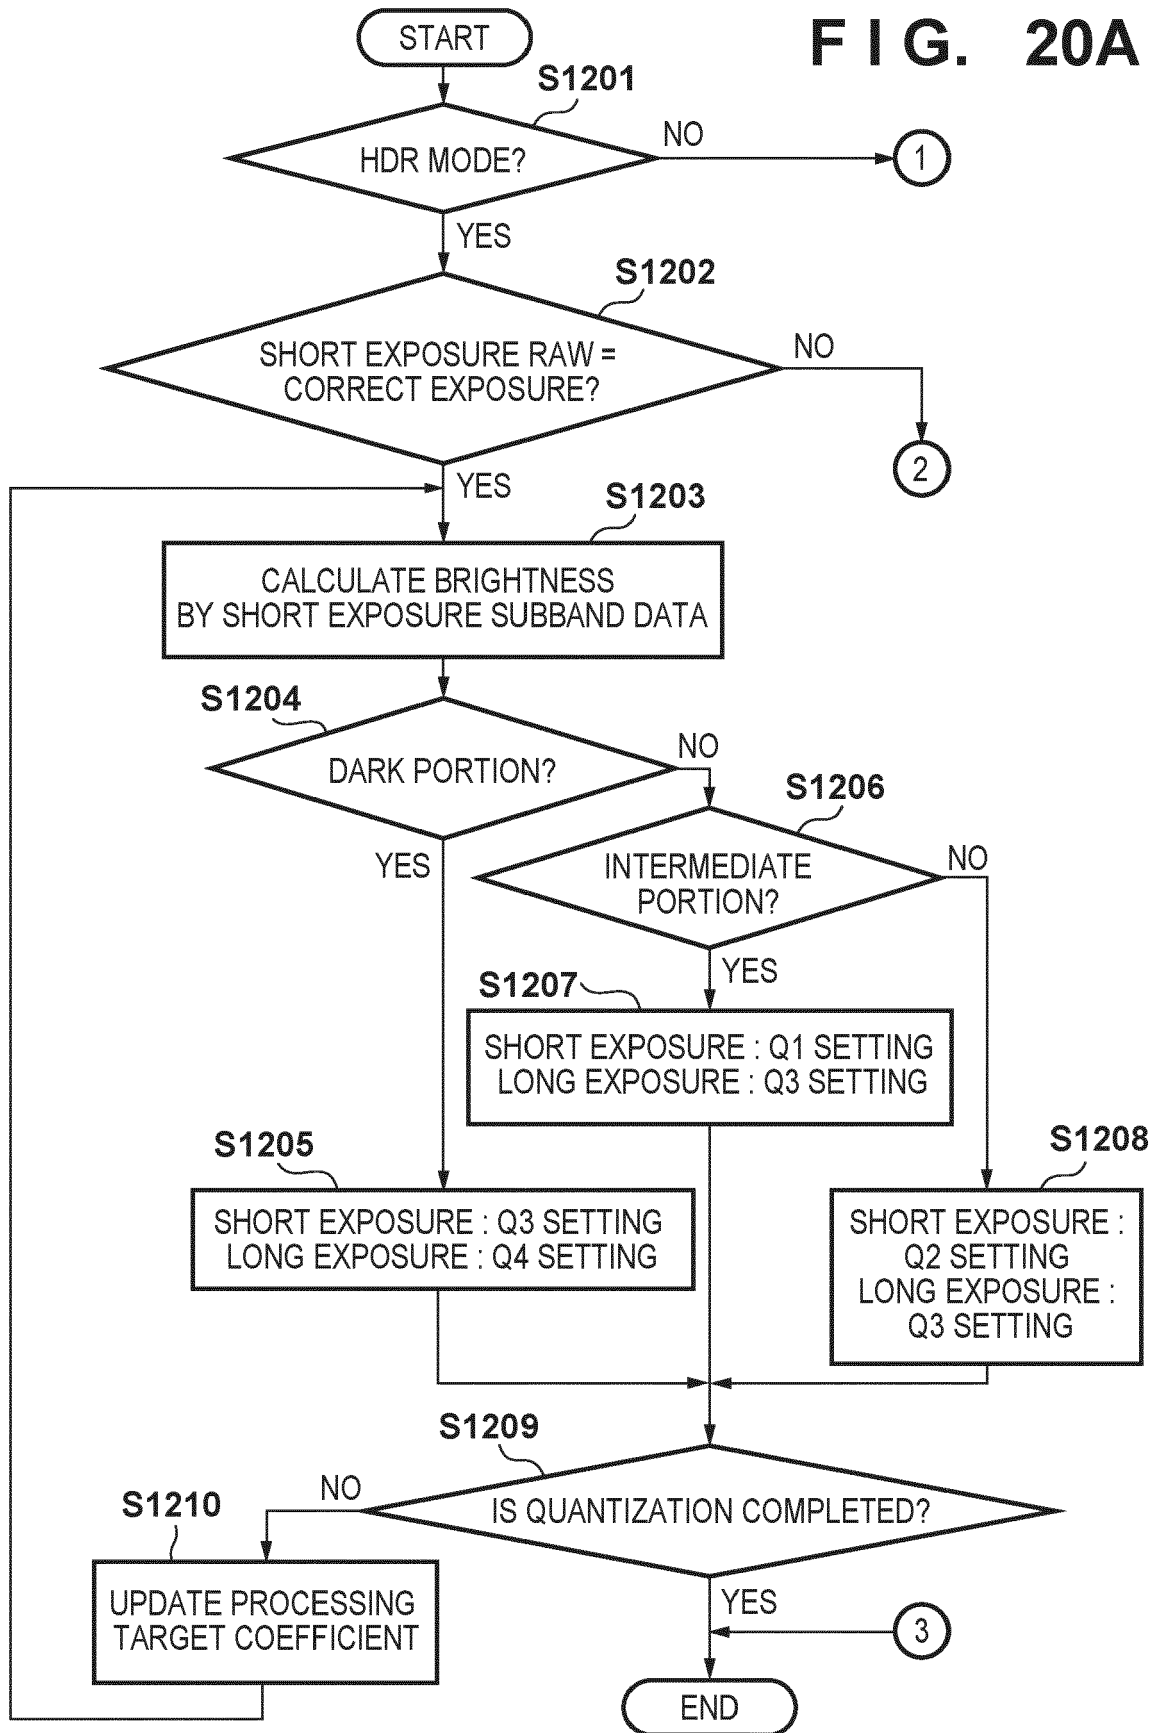 FIG. 20A
START
S1201
HDR MODE?
NO
1
YES
S1202
SHORT EXPOSURE RAW =
CORRECT EXPOSURE?
NO
2
YES
S1203
CALCULATE BRIGHTNESS
BY SHORT EXPOSURE SUBBAND DATA
S1204
DARK PORTION?
NO
YES
S1206
INTERMEDIATE
PORTION?
NO
YES
S1207
SHORT EXPOSURE : Q1 SETTING
LONG EXPOSURE : Q3 SETTING
S1205
SHORT EXPOSURE : Q3 SETTING
LONG EXPOSURE : Q4 SETTING
S1208
SHORT EXPOSURE :
Q2 SETTING
LONG EXPOSURE :
Q3 SETTING
S1209
IS QUANTIZATION COMPLETED?
NO
S1210
UPDATE PROCESSING
TARGET COEFFICIENT
YES
3
END